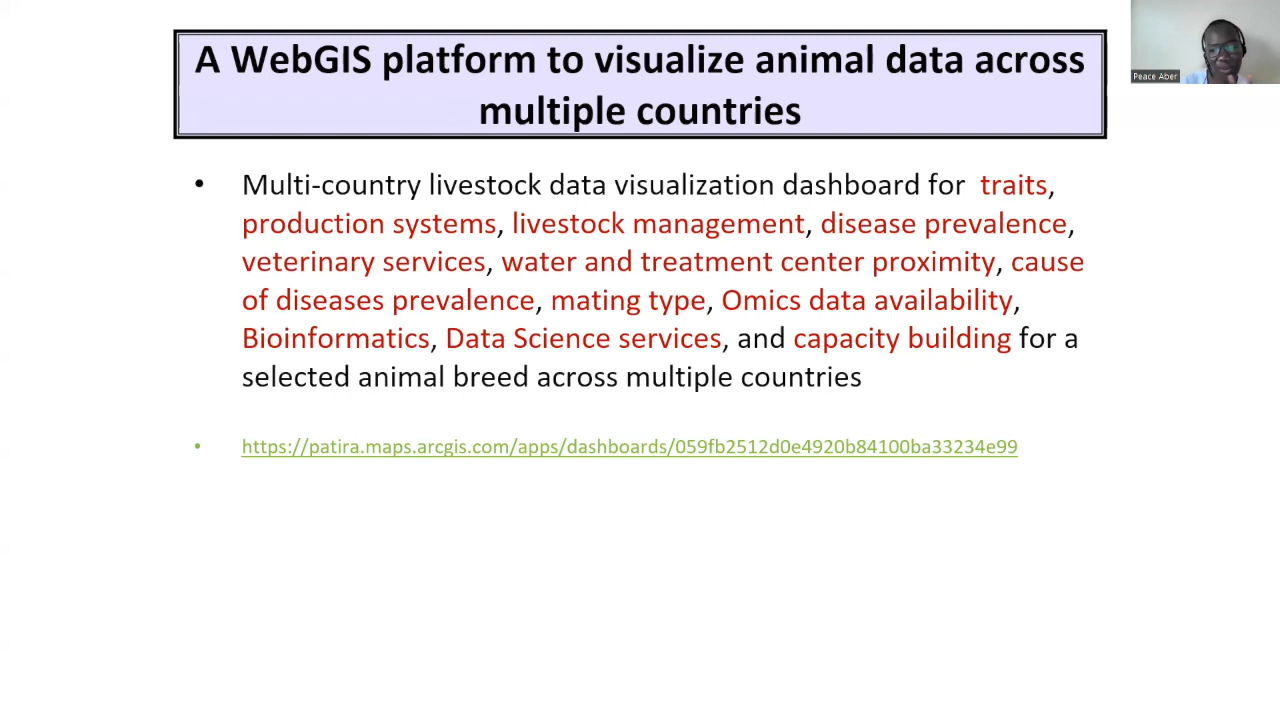 A WebGIS platform to visualize animal data across
multiple countries
Peace Aber
• Multi-country livestock data visualization dashboard for traits,
production systems, livestock management, disease prevalence,
veterinary services, water and treatment center proximity, cause
of diseases prevalence, mating type, Omics data availability,
Bioinformatics, Data Science services, and capacity building for a
selected animal breed across multiple countries
• https://patira.maps.arcgis.com/apps/dashboards/059fb2512d0e4920b84100ba33234e99